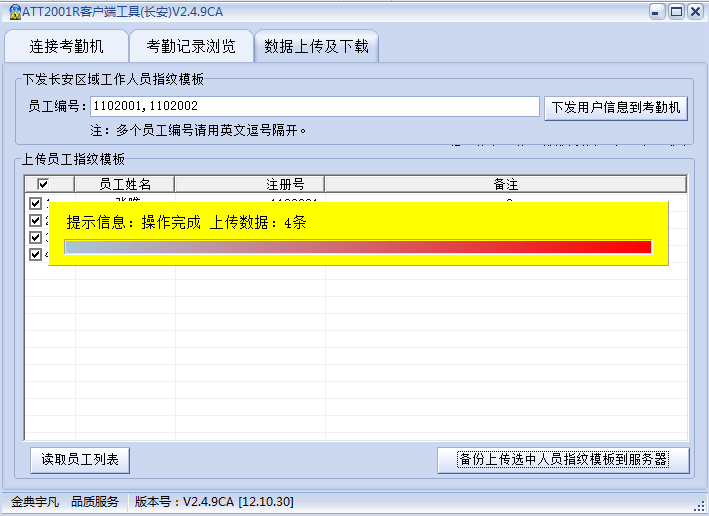 ATT2001R客户端工具(长安)V2.4.9CA
连接考勤机 考勤记录浏览 数据上传及下载
下发长安区域工作人员指纹模板
员工编号: 1102001,1102002 下发用户信息到考勤机
注: 多个员工编号请用英文逗号隔开。
上传员工指纹模板
员工姓名 注册号 备注
提示信息: 操作完成 上传数据: 4条
读取员工列表 备份上传选中人员指纹模板到服务器
金典宇凡 品质服务 版本号: V2.4.9CA [12.10.30]